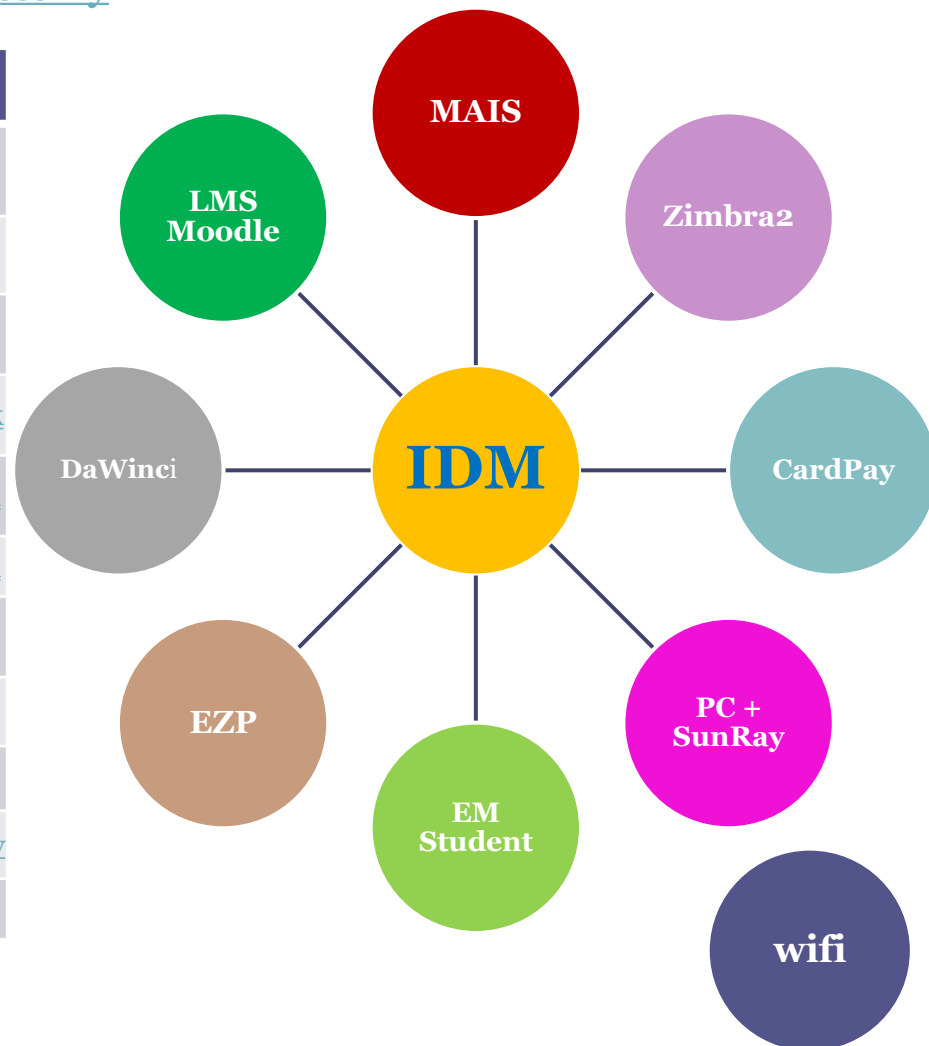 MAIS
LMS
Moodle
Zimbra2
DaWinci
IDM
CardPay
EZP
PC +
SunRay
EM
Student
wifi